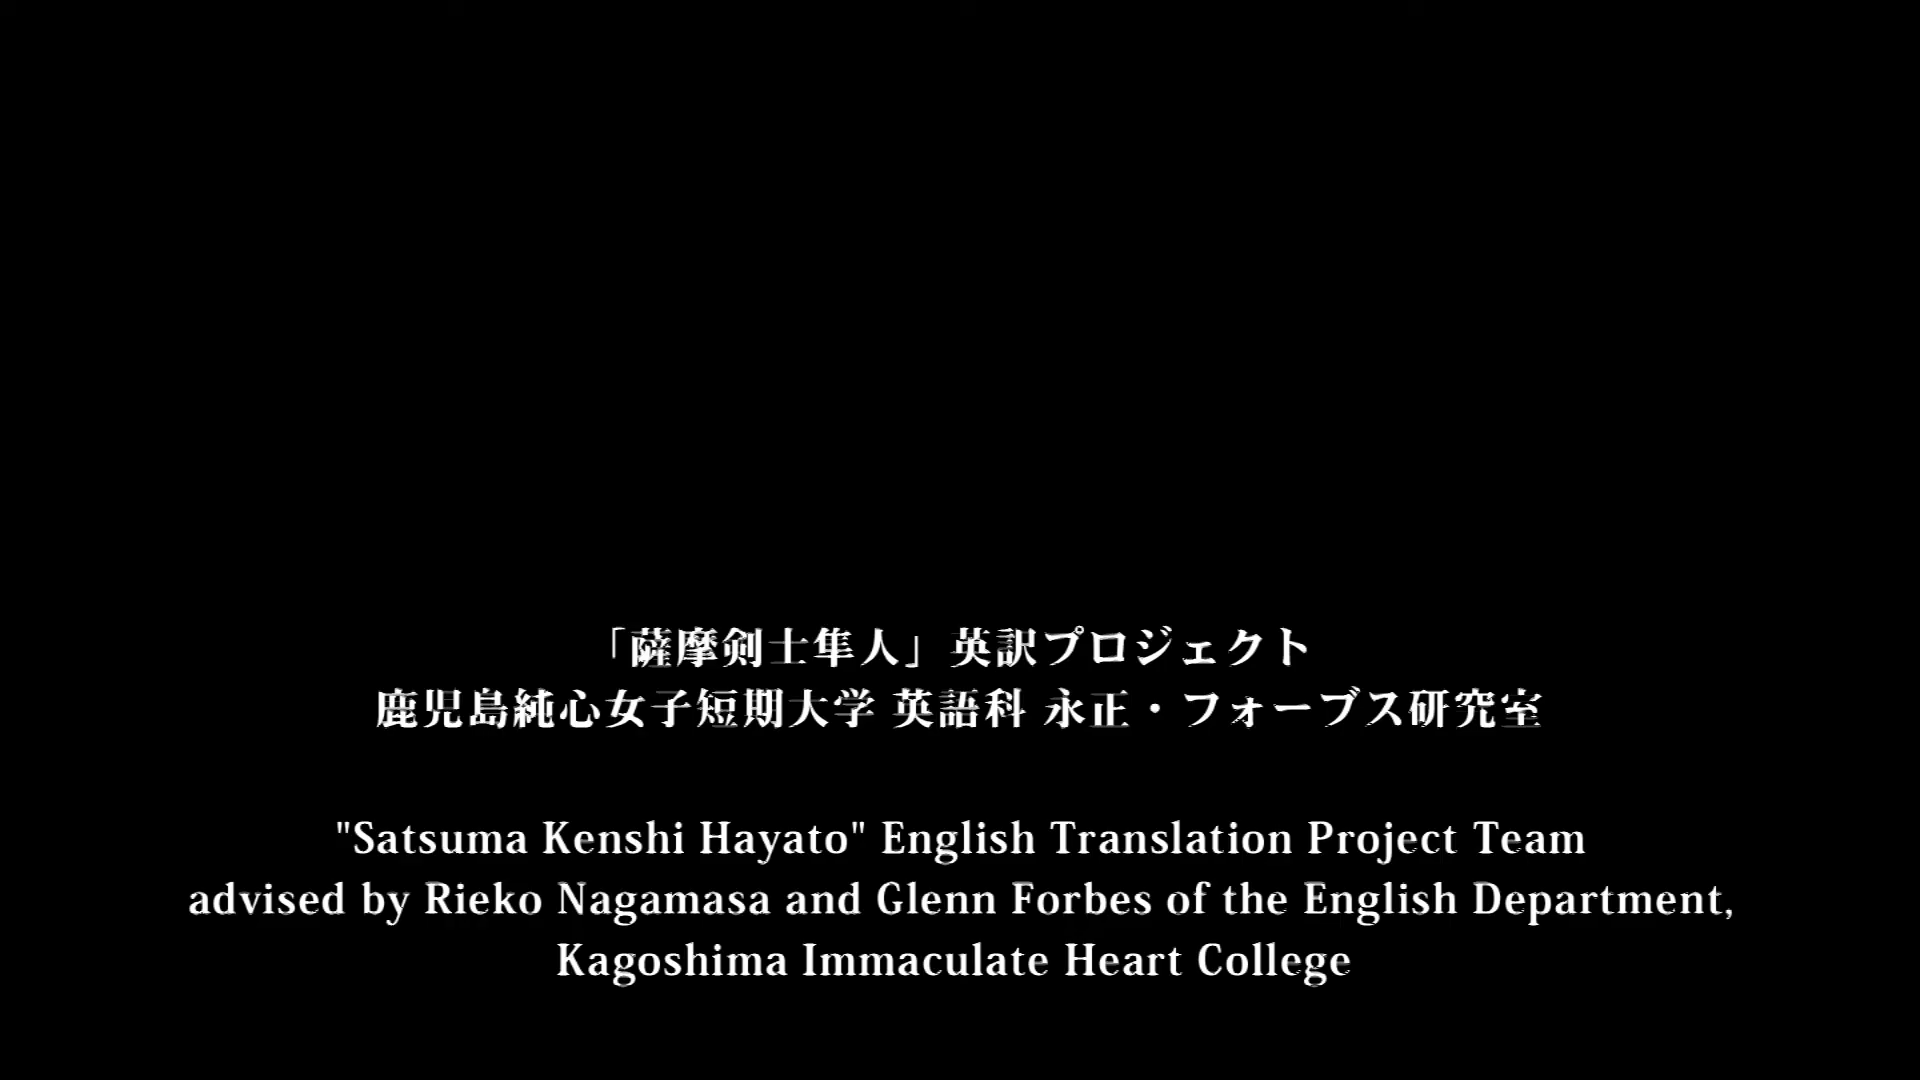 「薩摩剣士隼人」英訳プロジェクト
鹿児島純心女子短期大学 英語科 永正・フォーブス研究室
"Satsuma Kenshi Hayato" English Translation Project Team
advised by Rieko Nagamasa and Glenn Forbes of the English Department,
Kagoshima Immaculate Heart College